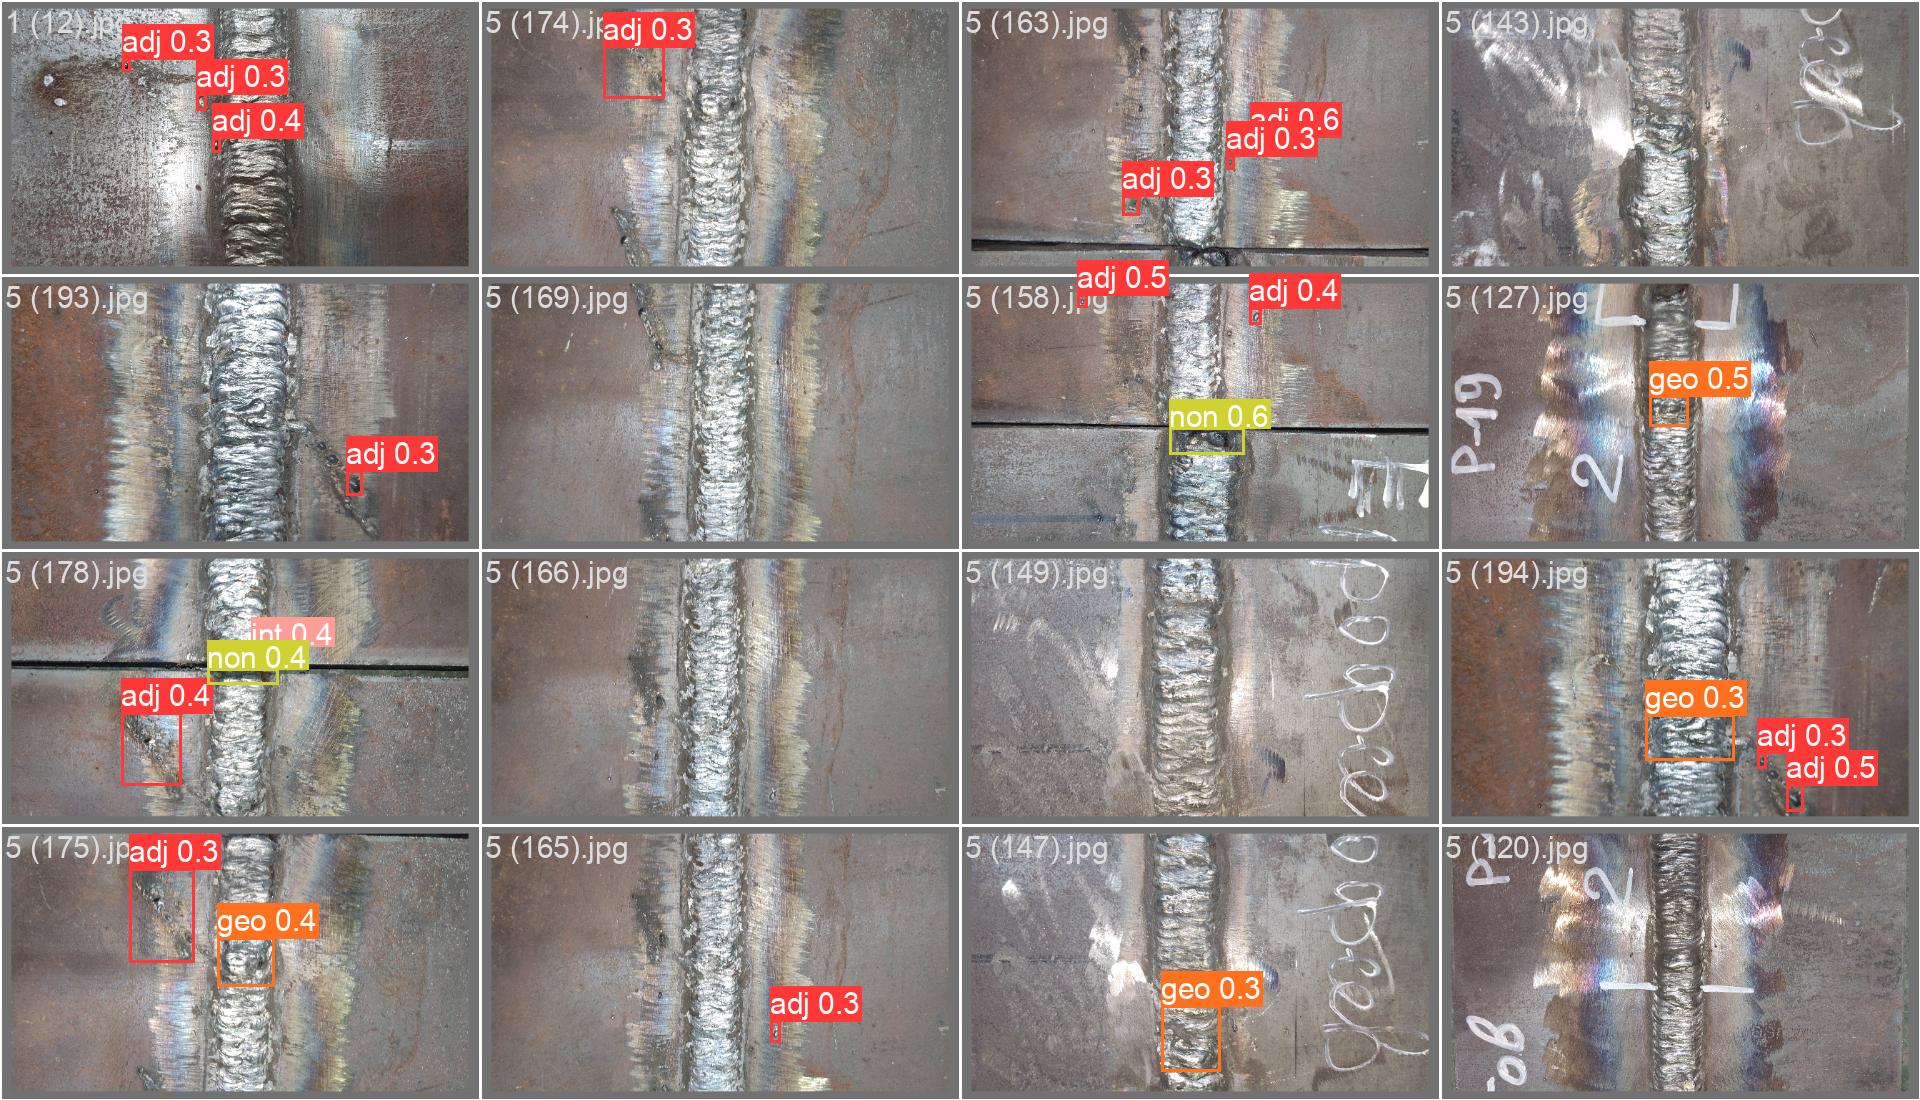 1 (12).jp
adj 0.3
adj 0.3
adj 0.4
5 (174).jp
adj 0.3
5 (163).jpg
adj 0.6
adj 0.3
adj 0.3
5 (143).jpg
5 (193).jpg
adj 0.3
5 (169).jpg
5 (158).jpg
adj 0.5
adj 0.4
non 0.6
5 (127).jpg
geo 0.5
P-19
2
5 (178).jpg
int 0.4
non 0.4
adj 0.4
5 (166).jpg
5 (149).jpg
5 (194).jpg
geo 0.3
adj 0.3
adj 0.5
5 (175).jp
adj 0.3
geo 0.4
5 (165).jpg
adj 0.3
5 (147).jpg
geo 0.3
5 (120).jpg
2